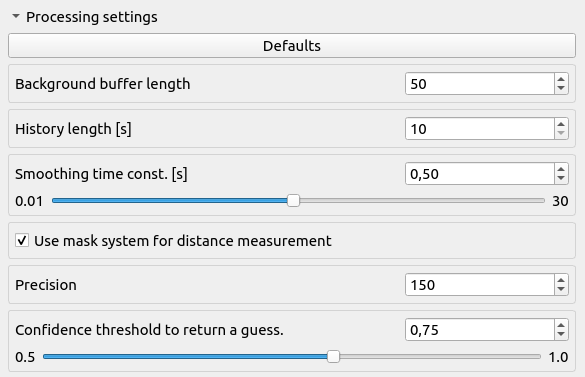 Processing settings
Defaults
Background buffer length 50
History length [s] 10
Smoothing time const. [s] 0,50
0.01 30
Use mask system for distance measurement
Precision 150
Confidence threshold to return a guess. 0,75
0.5 1.0